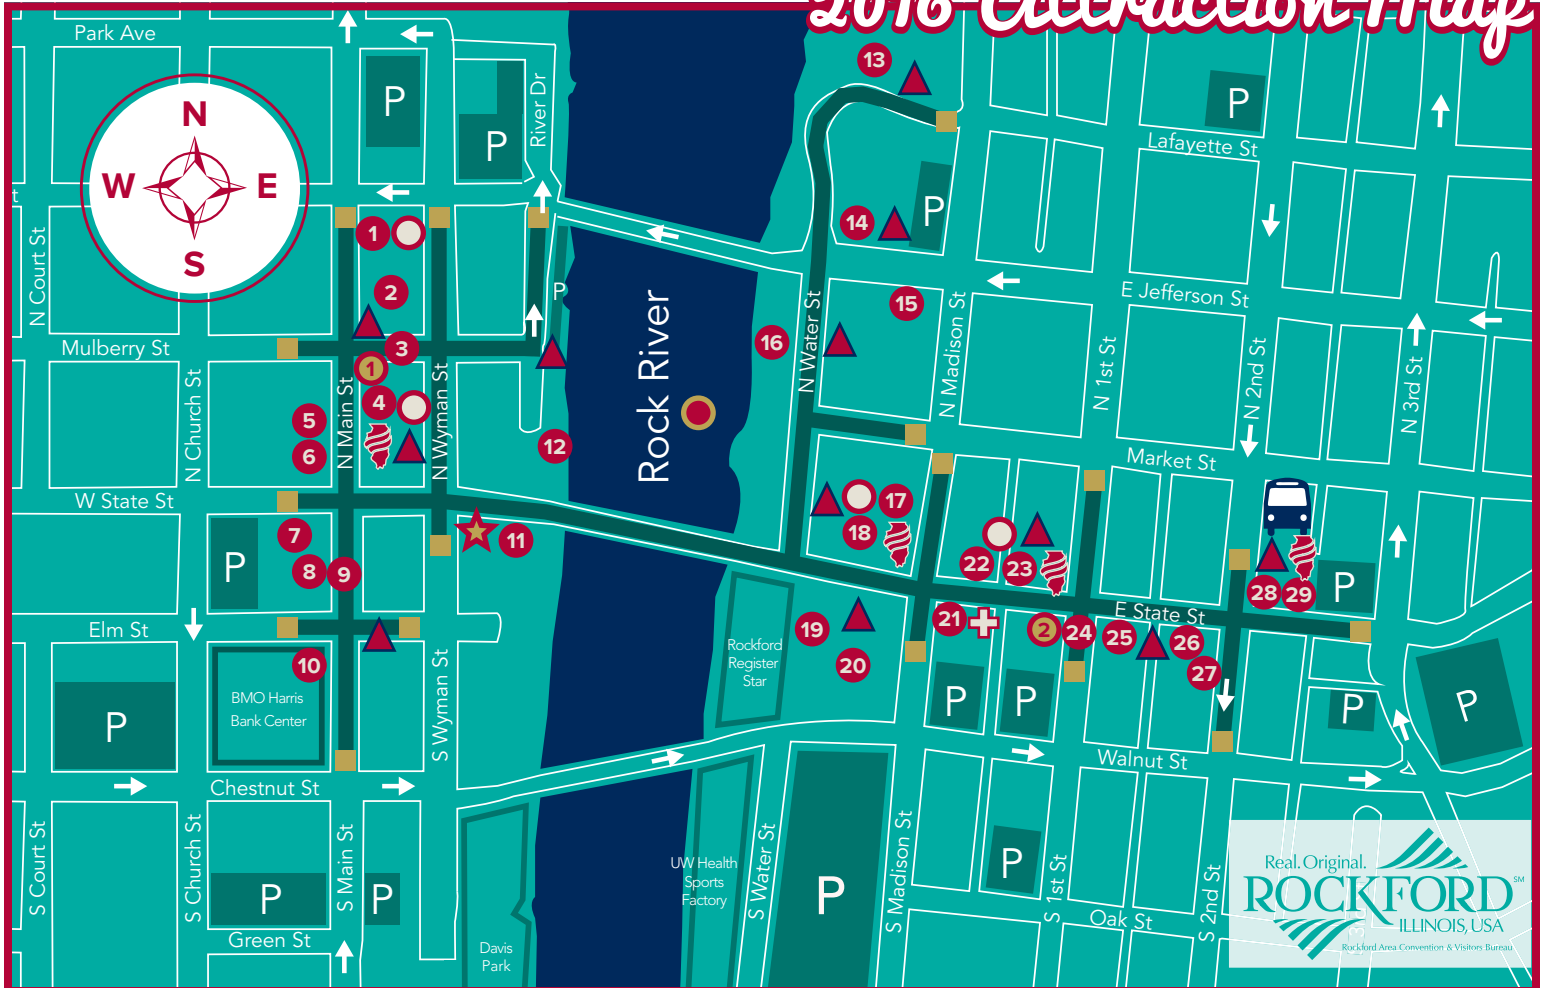 2016 Attraction Map
Park Ave
P
P
River Dr
13
P
Lafayette St
N
W
E
S
t
N Court St
1
2
P
14
P
15
E Jefferson St
Mulberry St
3
1
4
5
6
N Church St
N Main St
N Wyman St
12
Rock River
16
N Water St
N Madison St
N 1st St
N 2nd St
N 3rd St
Market St
W State St
7
8
9
P
11
17
18
22
23
28
29
P
E State St
Elm St
10
BMO Harris
Bank Center
P
S Wyman St
Rockford
Register
Star
19
20
21
2
24
25
26
27
P
P
P
P
Walnut St
Chestnut St
S Court St
S Church St
P
S Main St
P
Green St
Davis
Park
UW Health
Sports
Factory
S Water St
P
S Madison St
P
S 1st St
Oak St
S 2nd St
3rd
Real. Original.
ROCKFORD SM
ILLINOIS, USA
Rockford Area Convention & Visitors Bureau